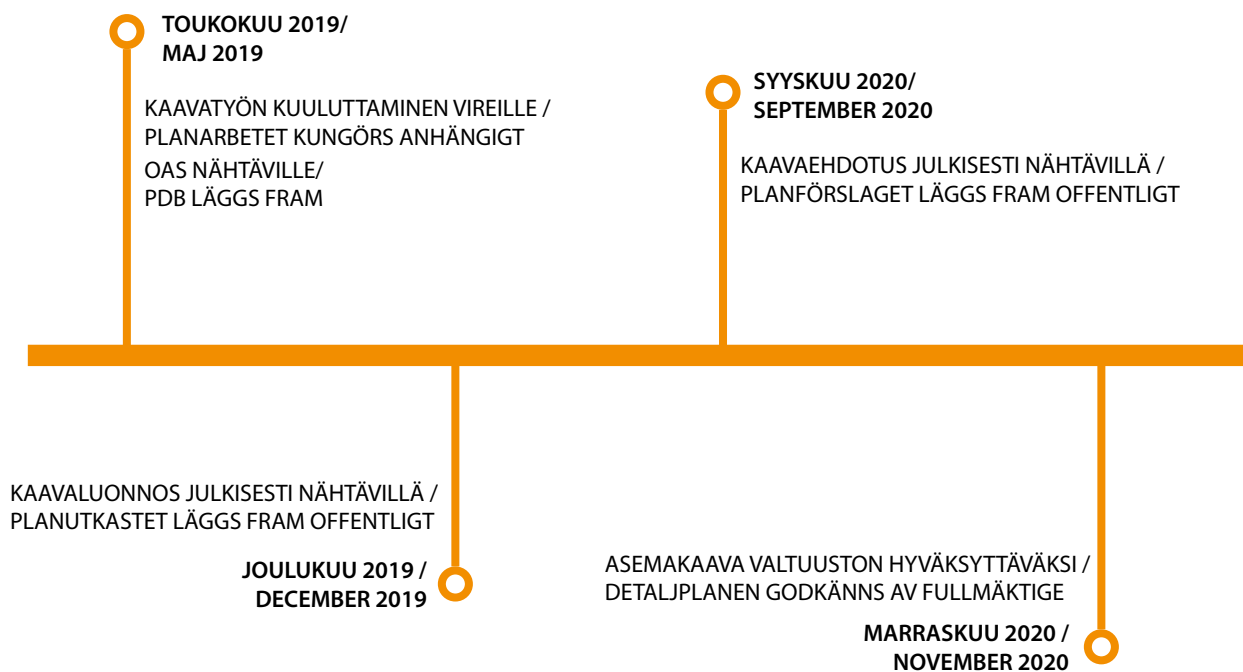 TOUKOKUU 2019/
MAJ 2019
KAAVATYÖN KUULUTTAMINEN VIREILLE /
PLANARBETET KUNGÖRS ANHÄNGIGT
OAS NÄHTÄVILLE/
PDB LÄGGS FRAM
SYYSKUU 2020/
SEPTEMBER 2020
KAAVAEHDOTUS JULKISESTI NÄHTÄVILLÄ /
PLANFÖRSLAGET LÄGGS FRAM OFFENTLIGT
KAAVALUONNOS JULKISESTI NÄHTÄVILLÄ /
PLANUTKASTET LÄGGS FRAM OFFENTLIGT
JOULUKUU 2019 /
DECEMBER 2019
ASEMAKAAVA VALTUUSTON HYVÄKSYTTÄVÄKSI /
DETALJPLANEN GODKÄNNS AV FULLMÄKTIGE
MARRASKUU 2020 /
NOVEMBER 2020